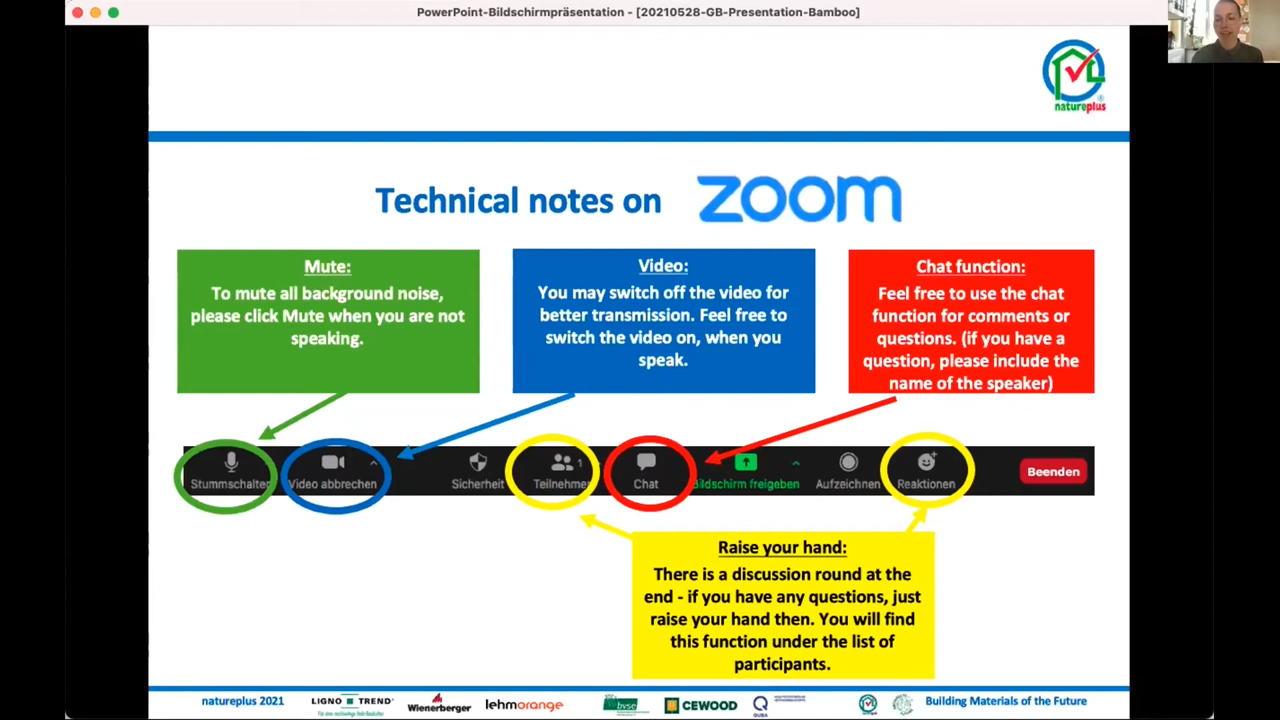 PowerPoint-Bildschirmpräsentation - [20210528-GB-Presentation-Bamboo]
natureplus
Technical notes on zoom
Mute:
To mute all background noise,
please click Mute when you are not
speaking.
Video:
You may switch off the video for
better transmission. Feel free to
switch the video on, when you
speak.
Chat function:
Feel free to use the chat
function for comments or
questions. (if you have a
question, please include the
name of the speaker)
Stummschalten
Video abbrechen
Sicherheit
1
Teilnehmer
Chat
Bildschirm freigeben
Aufzeichnen
Reaktionen
Beenden
Raise your hand:
There is a discussion round at the
end - if you have any questions, just
raise your hand then. You will find
this function under the list of
participants.
natureplus 2021
LIGNO TREND
Wienerberger
lehmorange
bvse
CEWOOD
QUBA
Building Materials of the Future